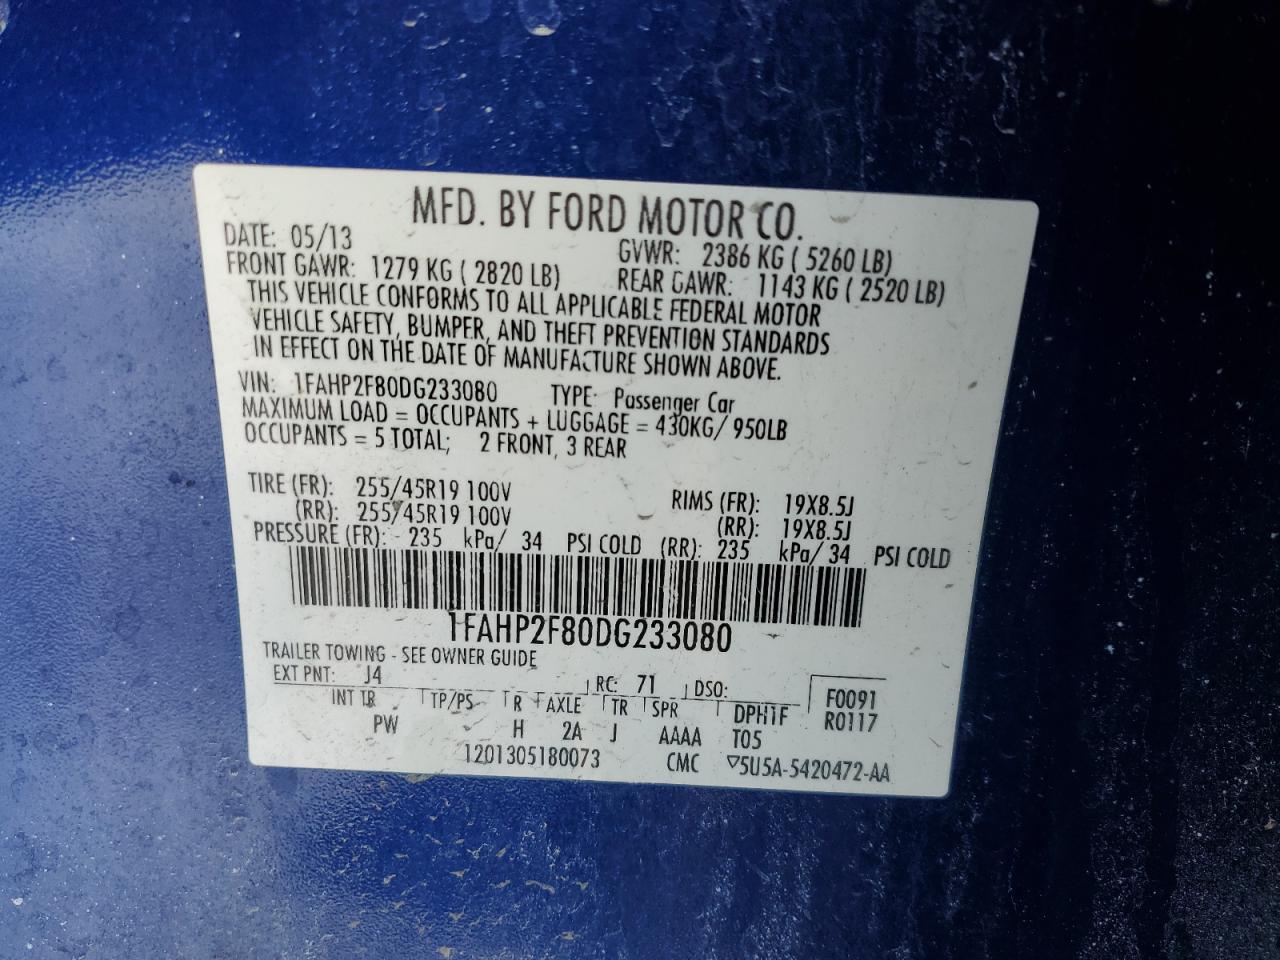 MFD. BY FORD MOTOR CO.
DATE: 05/13 GVWR: 2386 KG ( 5260 LB)
FRONT GAWR: 1279 KG ( 2820 LB) REAR GAWR: 1143 KG ( 2520 LB)
THIS VEHICLE CONFORMS TO ALL APPLICABLE FEDERAL MOTOR
VEHICLE SAFETY, BUMPER, AND THEFT PREVENTION STANDARDS
IN EFFECT ON THE DATE OF MANUFACTURE SHOWN ABOVE.
VIN: 1FAHP2F80DG233080 TYPE: Passenger Car
MAXIMUM LOAD = OCCUPANTS + LUGGAGE = 430KG/ 950LB
OCCUPANTS = 5 TOTAL; 2 FRONT, 3 REAR
TIRE (FR): 255/45R19 100V RIMS (FR): 19X8.5J
(RR): 255/45R19 100V (RR): 19X8.5J
PRESSURE (FR): 235 kPa/ 34 PSI COLD (RR): 235 kPa/ 34 PSI COLD
1FAHP2F80DG233080
TRAILER TOWING - SEE OWNER GUIDE
EXT PNT: J4 RC: 71 DSO: F0091
INT TR TP/PS R AXLE TR SPR DPH1F R0117
PW H 2A J AAAA T05
1201305180073 CMC ▽5U5A-5420472-AA